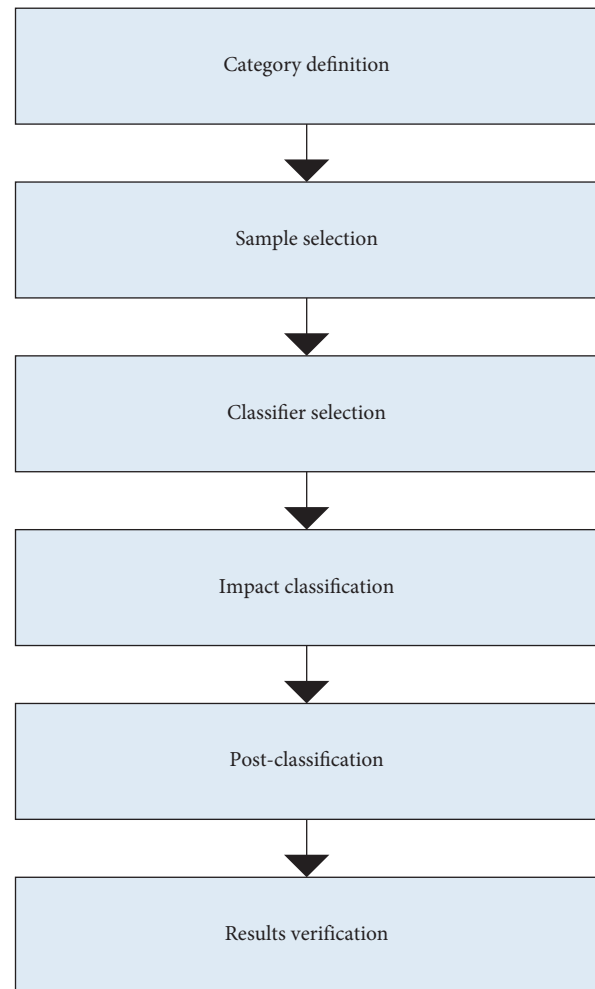 Category definition
Sample selection
Classifier selection
Impact classification
Post-classification
Results verification